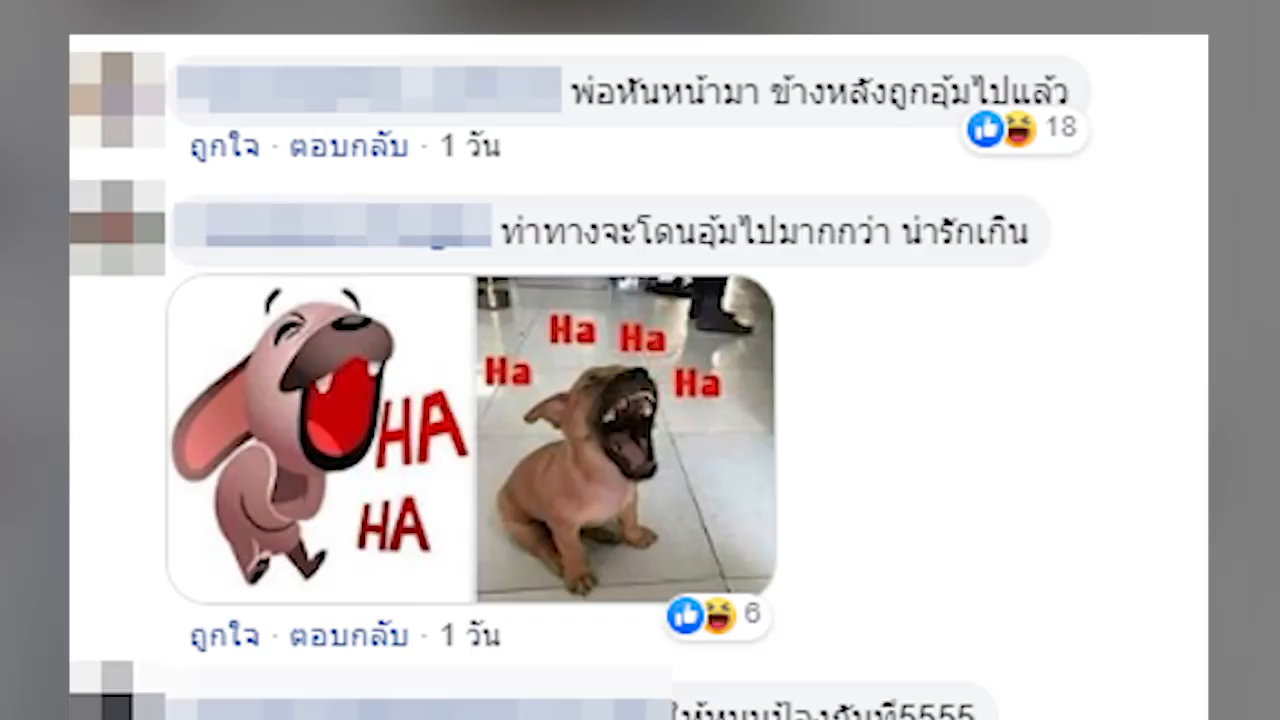 พ่อหันหน้ามา ข้างหลังถูกอุ้มไปแล้ว
18
ถูกใจ · ตอบกลับ · 1 วัน
ท่าทางจะโดนอุ้มไปมากกว่า น่ารักเกิน
Ha Ha
Ha Ha
HA
HA
6
ถูกใจ · ตอบกลับ · 1 วัน
5555